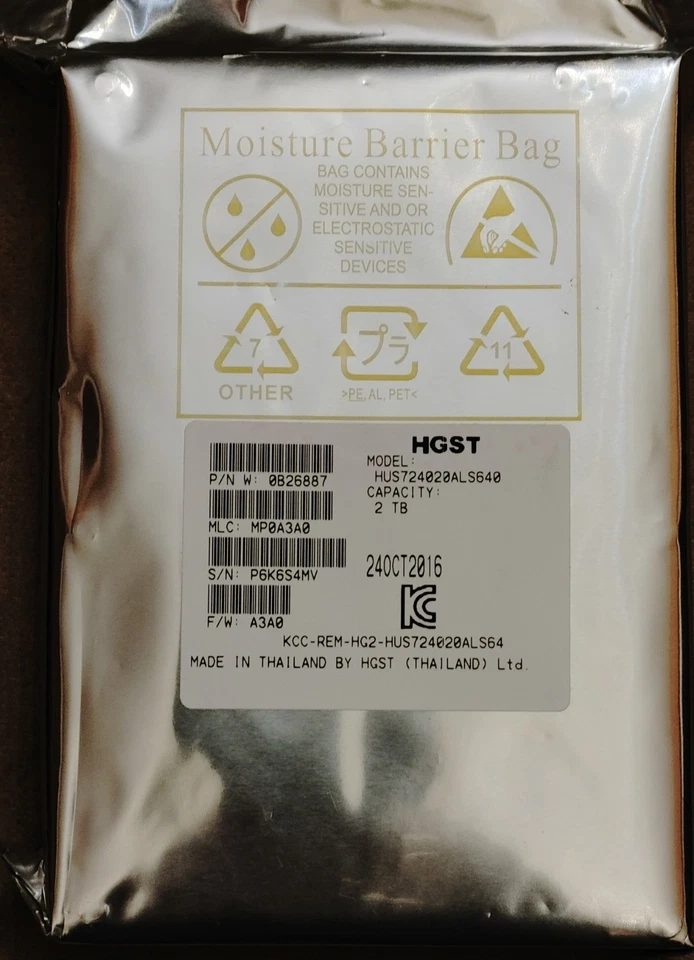 Moisture Barrier Bag
BAG CONTAINS
MOISTURE SEN-
SITIVE AND OR
ELECTROSTATIC
SENSITIVE
DEVICES
7
プラ
11
OTHER
>PE, AL, PET<
HGST
MODEL:
HUS724020ALS640
CAPACITY:
2 TB
P/N W: 0B26887
MLC: MP0A3A0
S/N: P6K6S4MV
24OCT2016
F/W: A3A0
KCC-REM-HG2-HUS724020ALS64
MADE IN THAILAND BY HGST (THAILAND) Ltd.